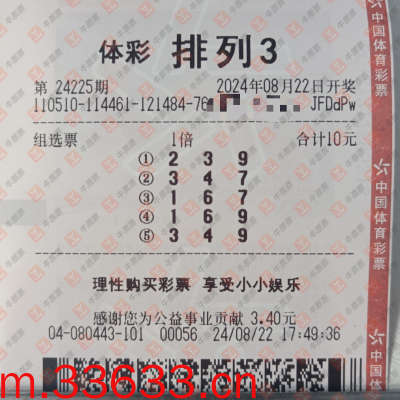 体彩 排列3
第 24225期 2024年08月22日开奖
110510-114461-121484-76 JFDdPw
组选票 1倍 合计10元
① 2 3 9
② 3 4 7
③ 1 6 7
④ 1 6 9
⑤ 3 4 9
理性购买彩票 享受小小娱乐
感谢您为公益事业贡献 3.40元
04-080443-101 00056 24/08/22 17:49:36
中国体育彩票
中国体育彩票
中国体育
m.33633.cn